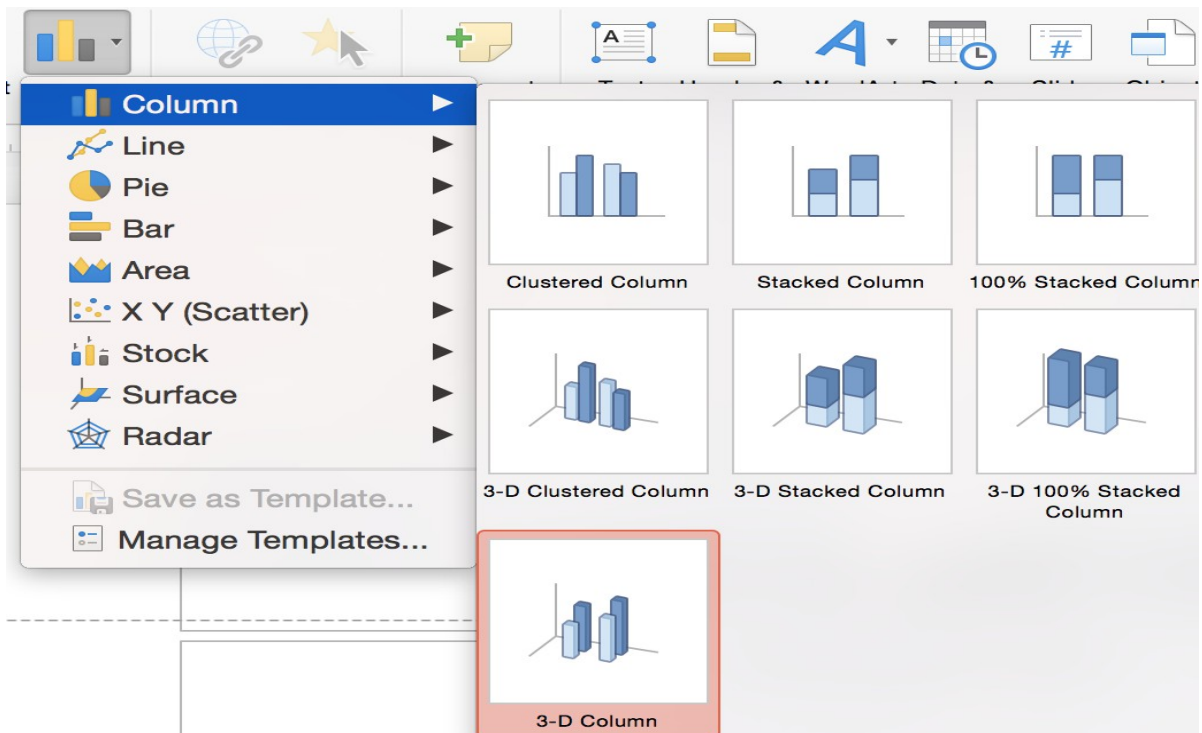 A
#
Column
Line
Pie
Bar
Area
X Y (Scatter)
Stock
Surface
Radar
Save as Template...
Manage Templates...
Clustered Column
Stacked Column
100% Stacked Column
3-D Clustered Column
3-D Stacked Column
3-D 100% Stacked
Column
3-D Column